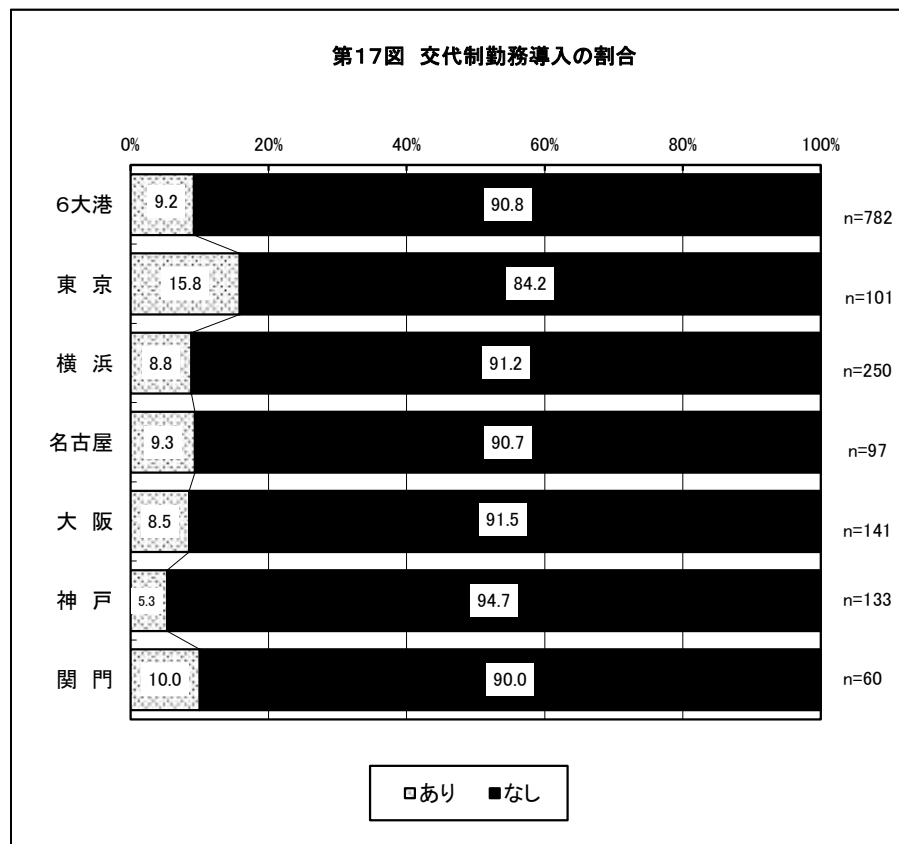 第17図 交代制勤務導入の割合
0% 20% 40% 60% 80% 100%
6大港 9.2 90.8 n=782
東 京 15.8 84.2 n=101
横 浜 8.8 91.2 n=250
名古屋 9.3 90.7 n=97
大 阪 8.5 91.5 n=141
神 戸 5.3 94.7 n=133
関 門 10.0 90.0 n=60
あり なし